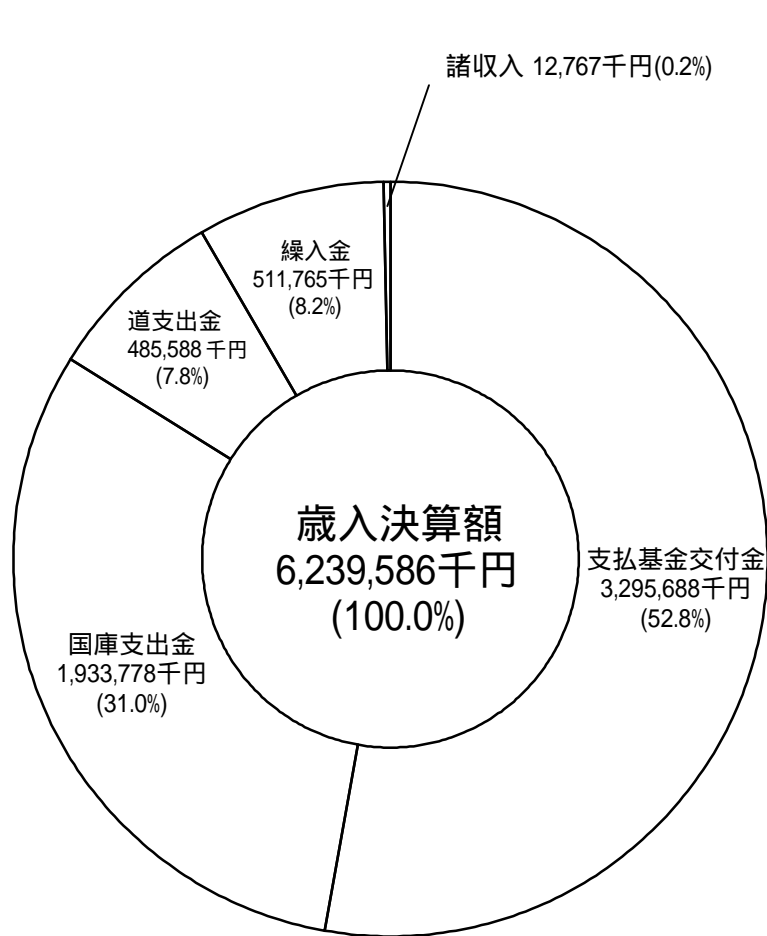 諸収入 12,767千円(0.2%)
繰入金
511,765千円
(8.2%)
道支出金
485,588 千円
(7.8%)
歳入決算額
6,239,586千円
(100.0%)
支払基金交付金
3,295,688千円
(52.8%)
国庫支出金
1,933,778千円
(31.0%)